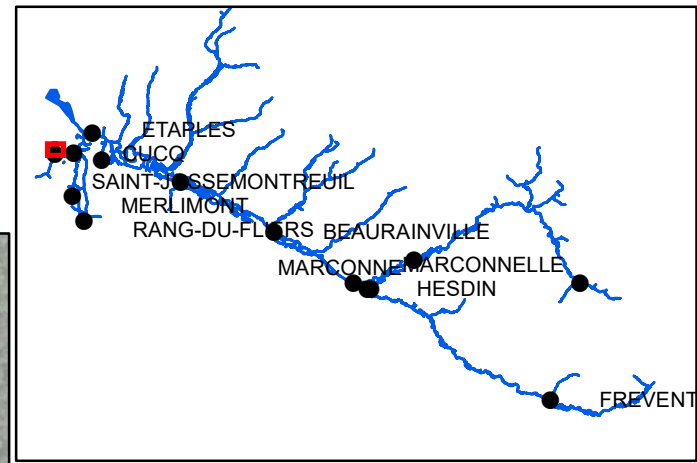 ETAPLES
CUCQ
SAINT-JOSSE
MONTREUIL
MERLIMONT
RANG-DU-FLIERS
BEAURAINVILLE
MARCONNE
MARCONNELLE
HESDIN
FREVENT